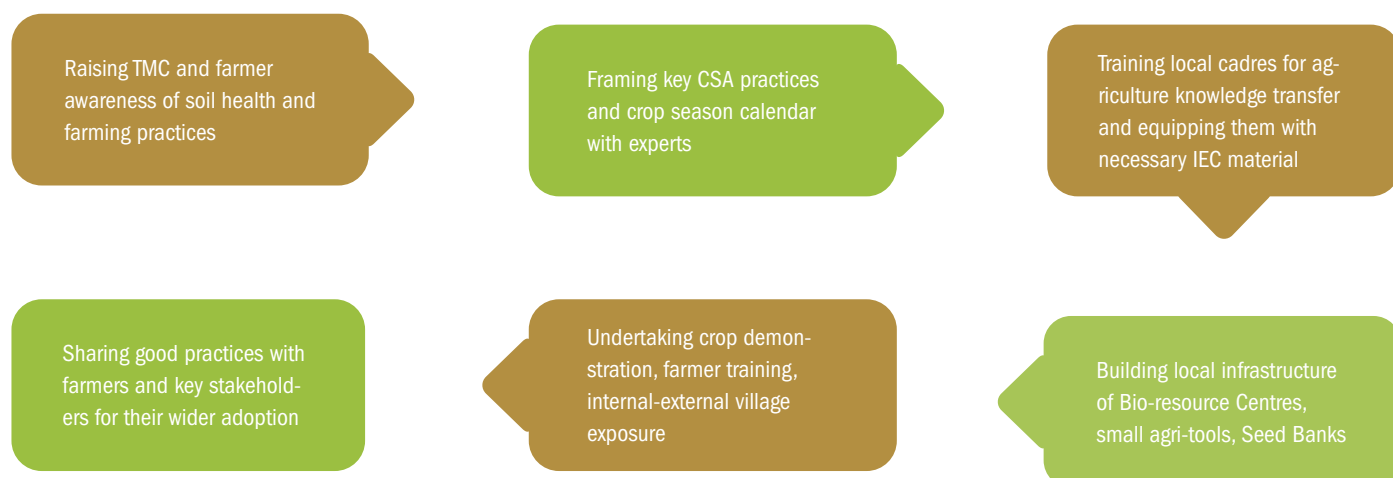 Raising TMC and farmer
awareness of soil health and
farming practices
Framing key CSA practices
and crop season calendar
with experts
Training local cadres for ag-
riculture knowledge transfer
and equipping them with
necessary IEC material
Building local infrastructure
of Bio-resource Centres,
small agri-tools, Seed Banks
Undertaking crop demon-
stration, farmer training,
internal-external village
exposure
Sharing good practices with
farmers and key stakehold-
ers for their wider adoption